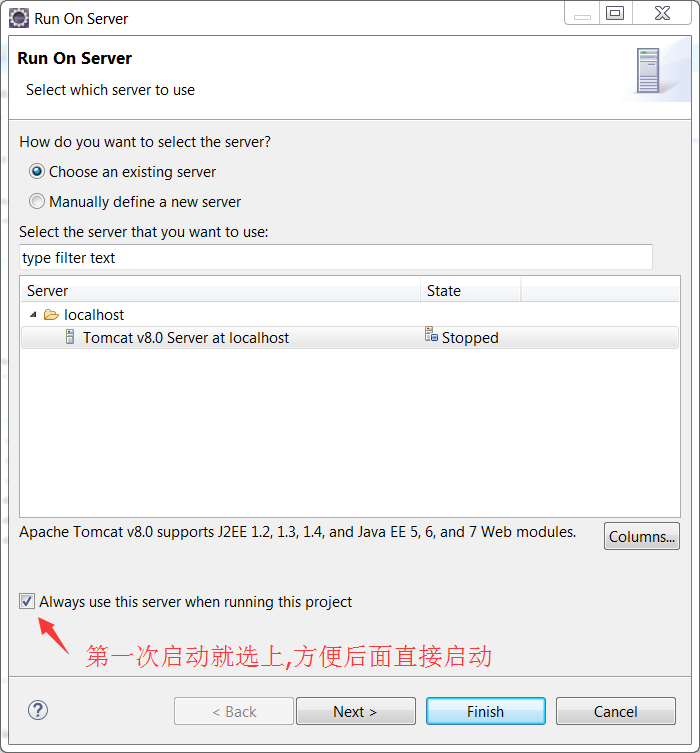 Run On Server
Run On Server
Select which server to use
How do you want to select the server?
Choose an existing server
Manually define a new server
Select the server that you want to use:
type filter text
Server State
localhost
Tomcat v8.0 Server at localhost Stopped
Apache Tomcat v8.0 supports J2EE 1.2, 1.3, 1.4, and Java EE 5, 6, and 7 Web modules.
Columns...
Always use this server when running this project
第一次启动就选上,方便后面直接启动
? < Back Next > Finish Cancel